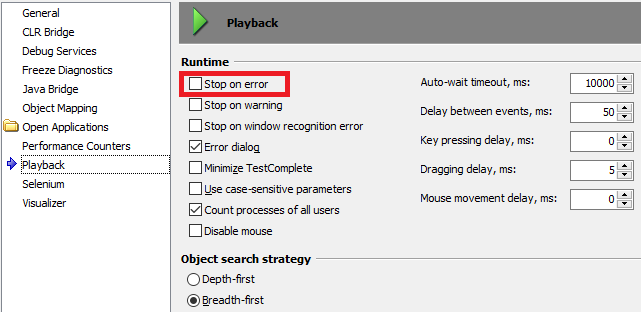 General
CLR Bridge
Debug Services
Freeze Diagnostics
Java Bridge
Object Mapping
Open Applications
Performance Counters
Playback
Selenium
Visualizer
Playback
Runtime
Stop on error
Stop on warning
Stop on window recognition error
Error dialog
Minimize TestComplete
Use case-sensitive parameters
Count processes of all users
Disable mouse
Auto-wait timeout, ms: 10000
Delay between events, ms: 50
Key pressing delay, ms: 0
Dragging delay, ms: 5
Mouse movement delay, ms: 0
Object search strategy
Depth-first
Breadth-first